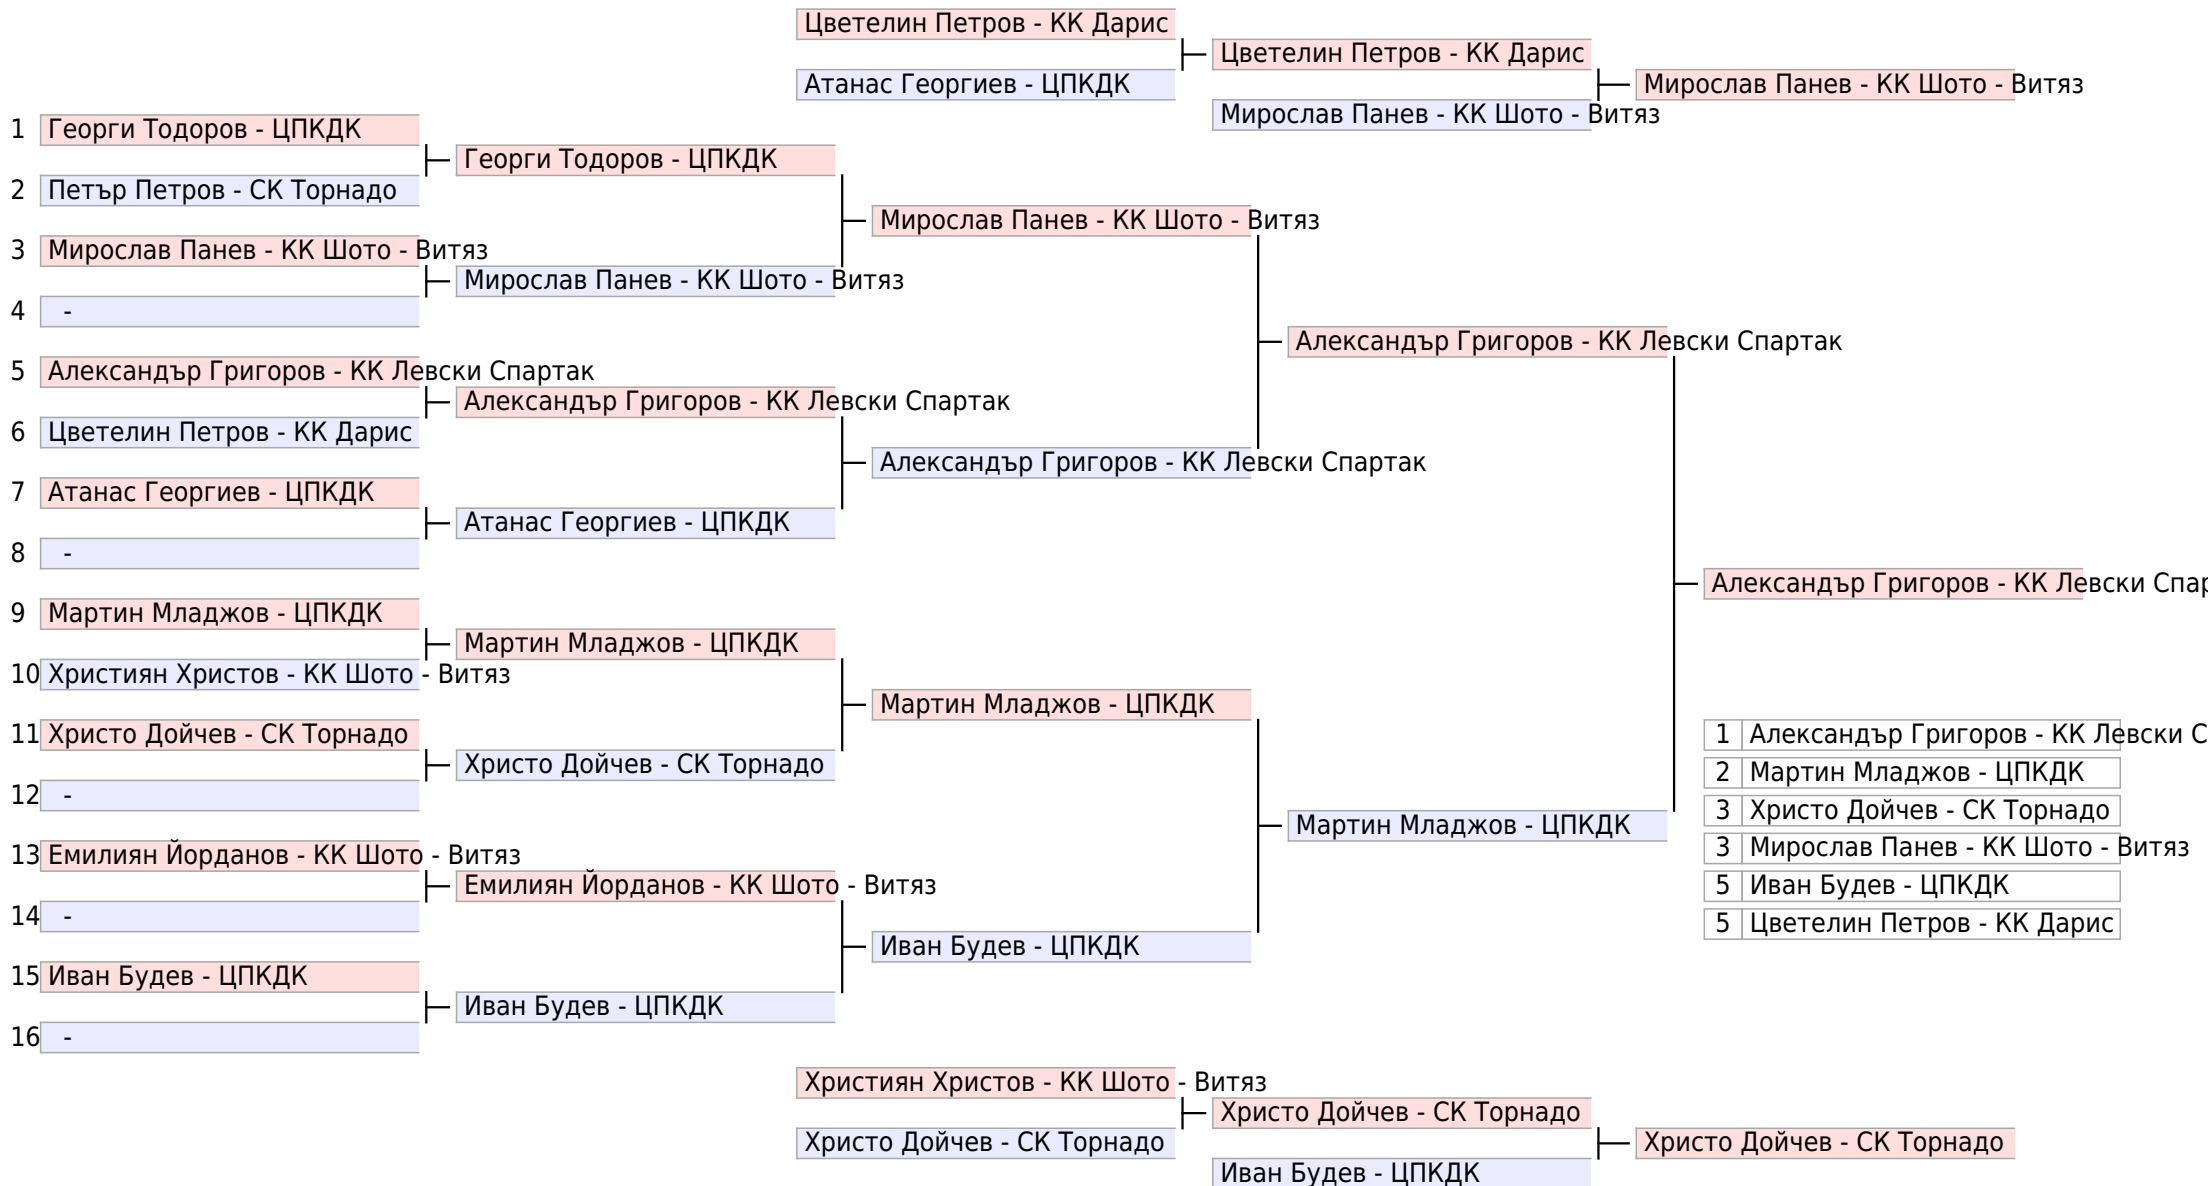 Цветелин Петров - КК Дарис
Цветелин Петров - КК Дарис
Атанас Георгиев - ЦПКДК
Мирослав Панев - КК Шото - Витяз
Мирослав Панев - КК Шото - Витяз
1 Георги Тодоров - ЦПКДК
Георги Тодоров - ЦПКДК
2 Петър Петров - СК Торнадо
Мирослав Панев - КК Шото - Витяз
3 Мирослав Панев - КК Шото - Витяз
Мирослав Панев - КК Шото - Витяз
4 -
Александър Григоров - КК Левски Спартак
5 Александър Григоров - КК Левски Спартак
Александър Григоров - КК Левски Спартак
6 Цветелин Петров - КК Дарис
Александър Григоров - КК Левски Спартак
7 Атанас Георгиев - ЦПКДК
Атанас Георгиев - ЦПКДК
8 -
Александър Григоров - КК Левски Спар
9 Мартин Младжов - ЦПКДК
Мартин Младжов - ЦПКДК
10 Християн Христов - КК Шото - Витяз
Мартин Младжов - ЦПКДК
11 Христо Дойчев - СК Торнадо
1 Александър Григоров - КК Левски С
Христо Дойчев - СК Торнадо
2 Мартин Младжов - ЦПКДК
12 -
3 Христо Дойчев - СК Торнадо
Мартин Младжов - ЦПКДК
3 Мирослав Панев - КК Шото - Витяз
13 Емилиян Йорданов - КК Шото - Витяз
Емилиян Йорданов - КК Шото - Витяз
5 Иван Будев - ЦПКДК
14 -
5 Цветелин Петров - КК Дарис
Иван Будев - ЦПКДК
15 Иван Будев - ЦПКДК
Иван Будев - ЦПКДК
16 -
Християн Христов - КК Шото - Витяз
Христо Дойчев - СК Торнадо
Христо Дойчев - СК Торнадо
Христо Дойчев - СК Торнадо
Иван Будев - ЦПКДК